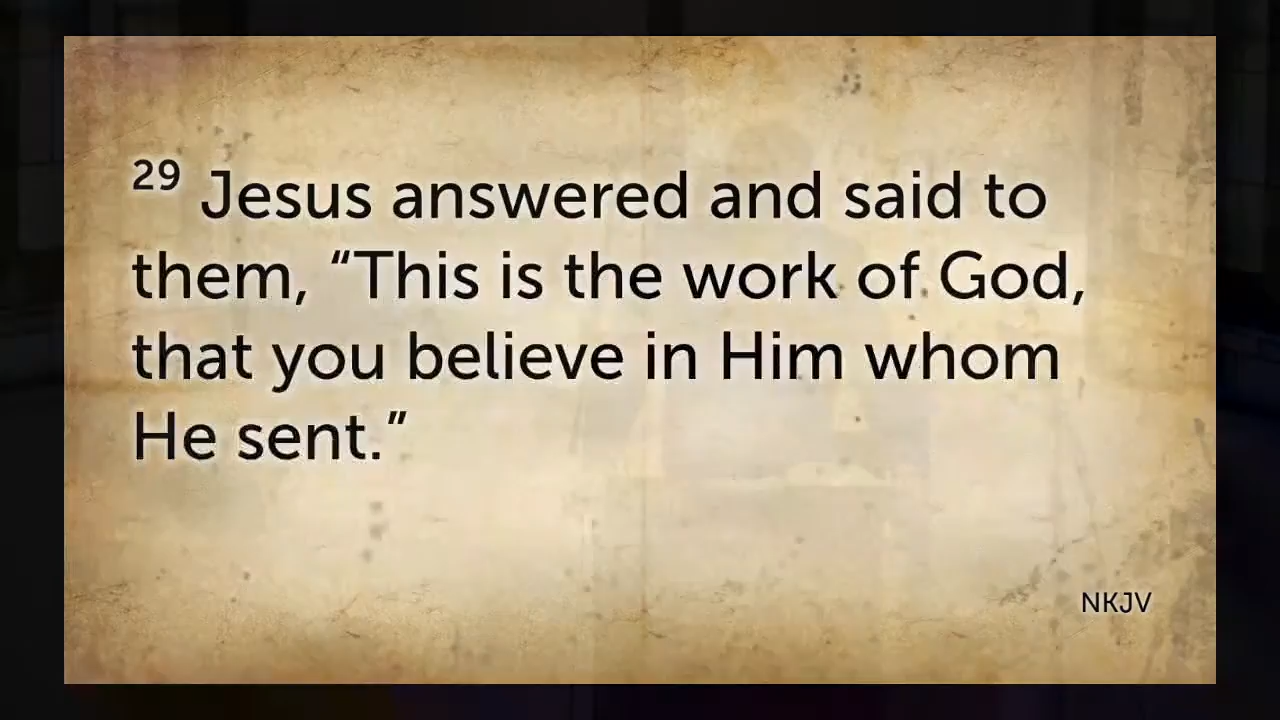 29 Jesus answered and said to
them, “This is the work of God,
that you believe in Him whom
He sent.”
NKJV